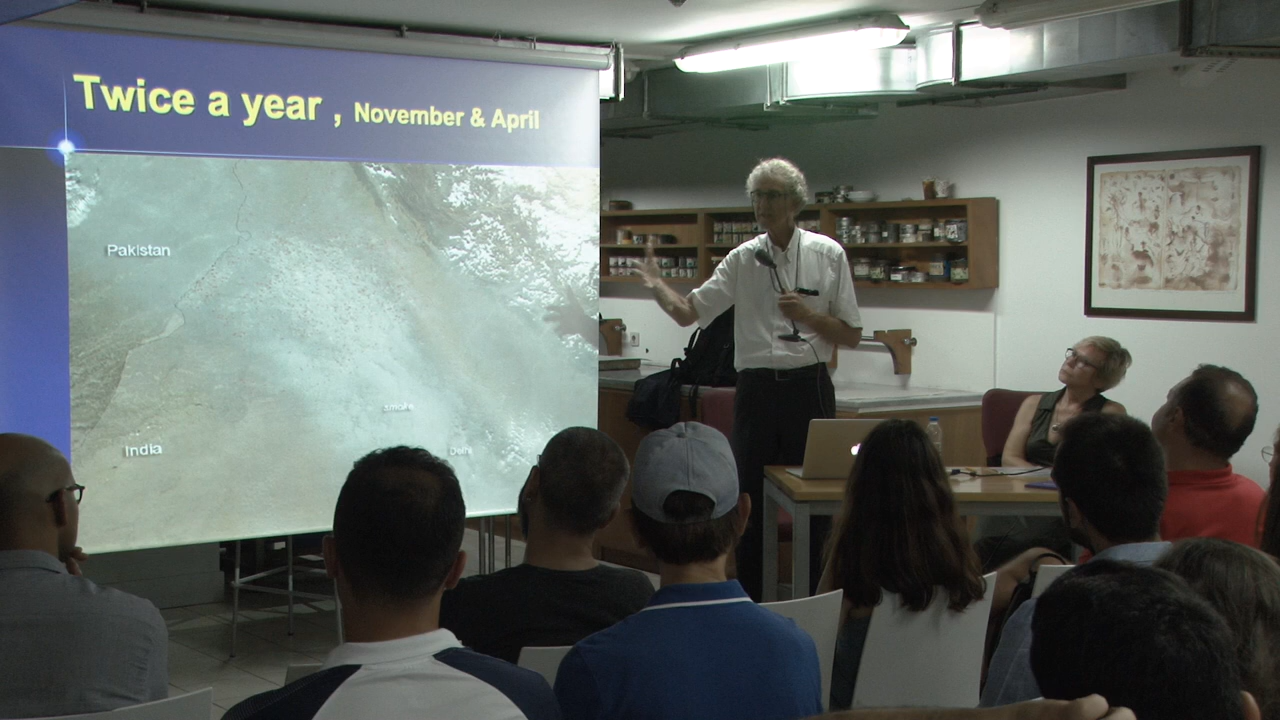 Twice a year , November & April
Pakistan
smoke
India
Delhi